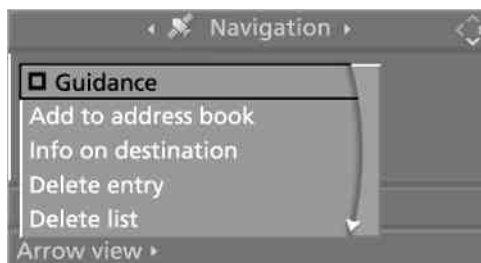 Navigation
Guidance
Add to address book
Info on destination
Delete entry
Delete list
Arrow view